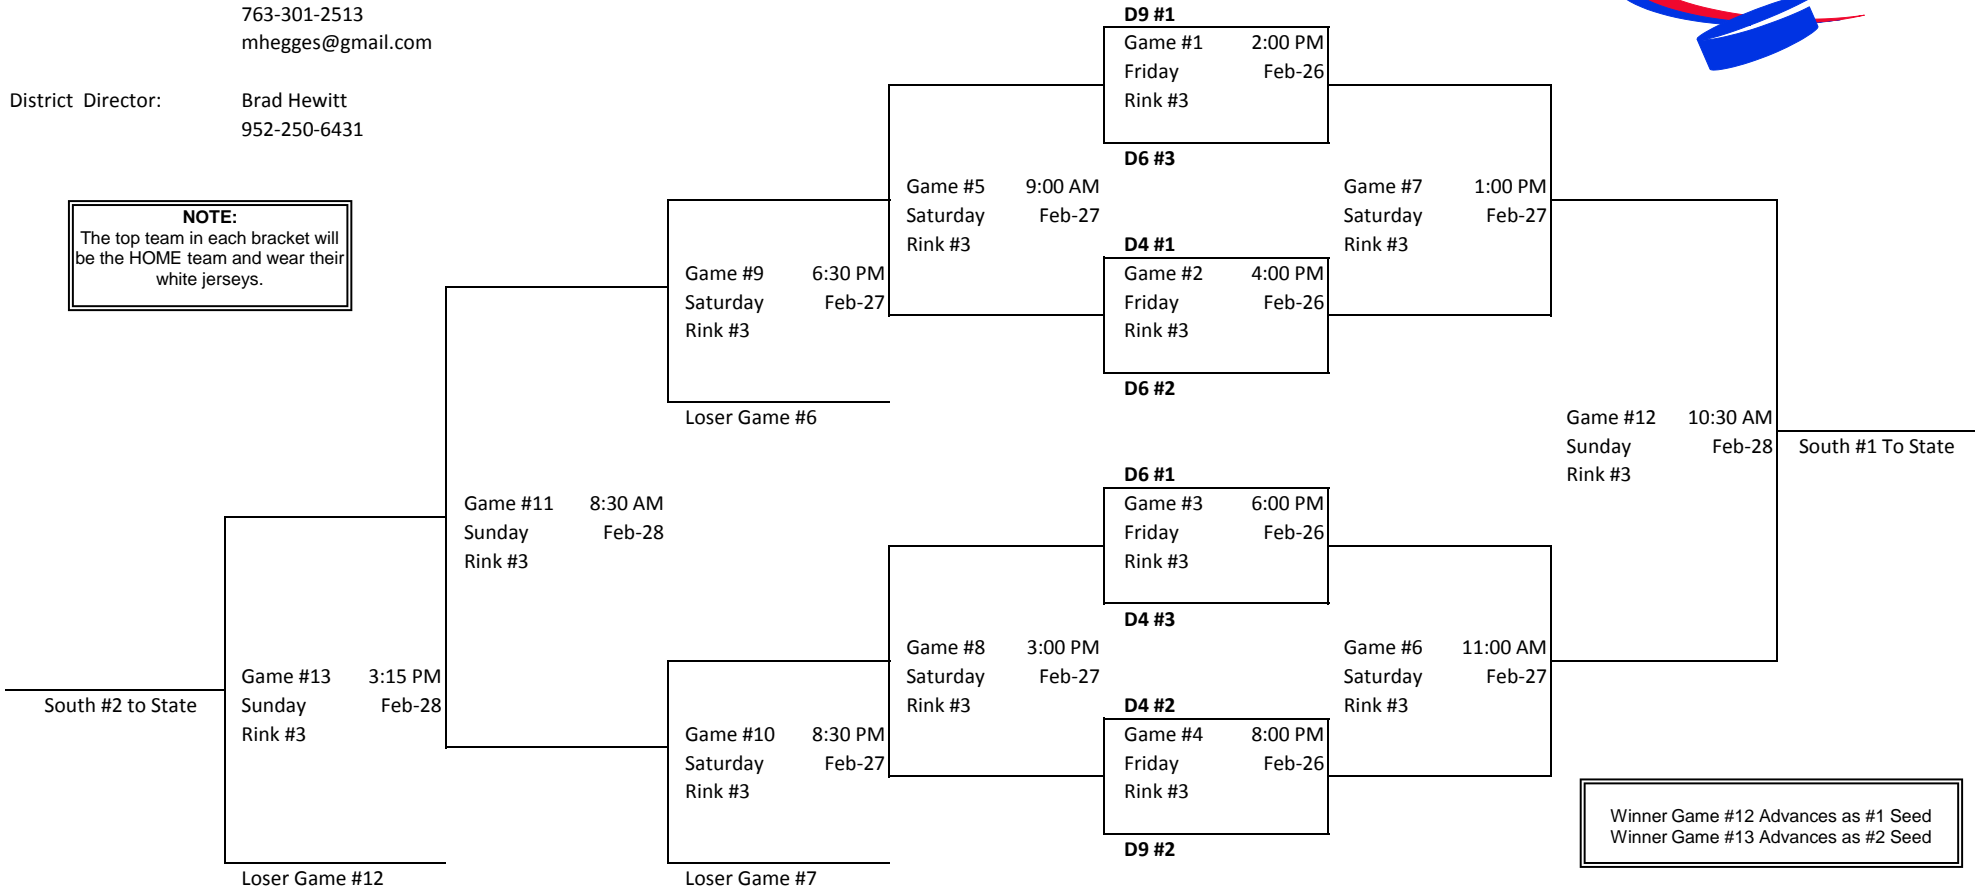 763-301-2513
mhegges@gmail.com
District Director: Brad Hewitt
952-250-6431
NOTE:
The top team in each bracket will
be the HOME team and wear their
white jerseys.
D9 #1
Game #1 2:00 PM
Friday Feb-26
Rink #3
D6 #3
Game #5 9:00 AM
Saturday Feb-27
Rink #3
Game #7 1:00 PM
Saturday Feb-27
Rink #3
D4 #1
Game #2 4:00 PM
Friday Feb-26
Rink #3
D6 #2
Game #9 6:30 PM
Saturday Feb-27
Rink #3
Loser Game #6
Game #12 10:30 AM
Sunday Feb-28
Rink #3
South #1 To State
D6 #1
Game #3 6:00 PM
Friday Feb-26
Rink #3
D4 #3
Game #11 8:30 AM
Sunday Feb-28
Rink #3
Game #8 3:00 PM
Saturday Feb-27
Rink #3
Game #6 11:00 AM
Saturday Feb-27
Rink #3
Game #13 3:15 PM
Sunday Feb-28
Rink #3
South #2 to State
D4 #2
Game #4 8:00 PM
Friday Feb-26
Rink #3
D9 #2
Game #10 8:30 PM
Saturday Feb-27
Rink #3
Winner Game #12 Advances as #1 Seed
Winner Game #13 Advances as #2 Seed
Loser Game #12
Loser Game #7